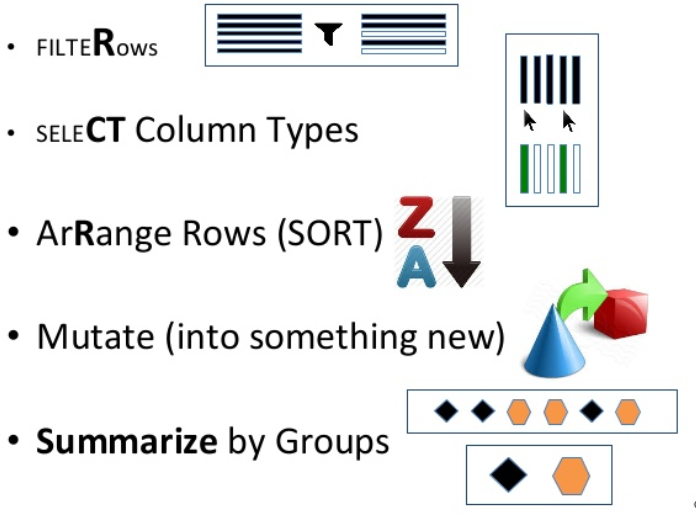 • FILTERows
• SELECT Column Types
• ArRange Rows (SORT)
Z
A
• Mutate (into something new)
• Summarize by Groups